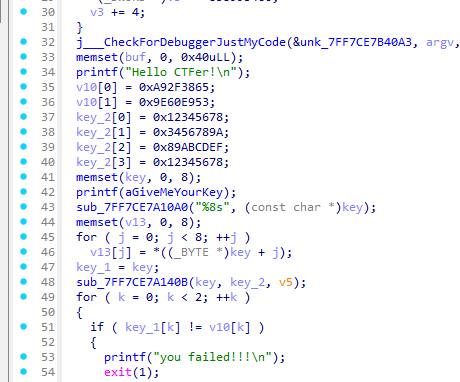 30 v3 += 4;
31 }
32 j___CheckForDebuggerJustMyCode(&unk_7FF7CE7B40A3, argv,
33 memset(buf, 0, 0x40uLL);
34 printf("Hello CTFer!\n");
35 v10[0] = 0xA92F3865;
36 v10[1] = 0x9E60E953;
37 key_2[0] = 0x12345678;
38 key_2[1] = 0x3456789A;
39 key_2[2] = 0x89ABCDEF;
40 key_2[3] = 0x12345678;
41 memset(key, 0, 8);
42 printf(aGiveMeYourKey);
43 sub_7FF7CE7A10A0("%8s", (const char *)key);
44 memset(v13, 0, 8);
45 for ( j = 0; j < 8; ++j )
46 v13[j] = *((_BYTE *)key + j);
47 key_1 = key;
48 sub_7FF7CE7A140B(key, key_2, v5);
49 for ( k = 0; k < 2; ++k )
50 {
51 if ( key_1[k] != v10[k] )
52 {
53 printf("you failed!!!\n");
54 exit(1);